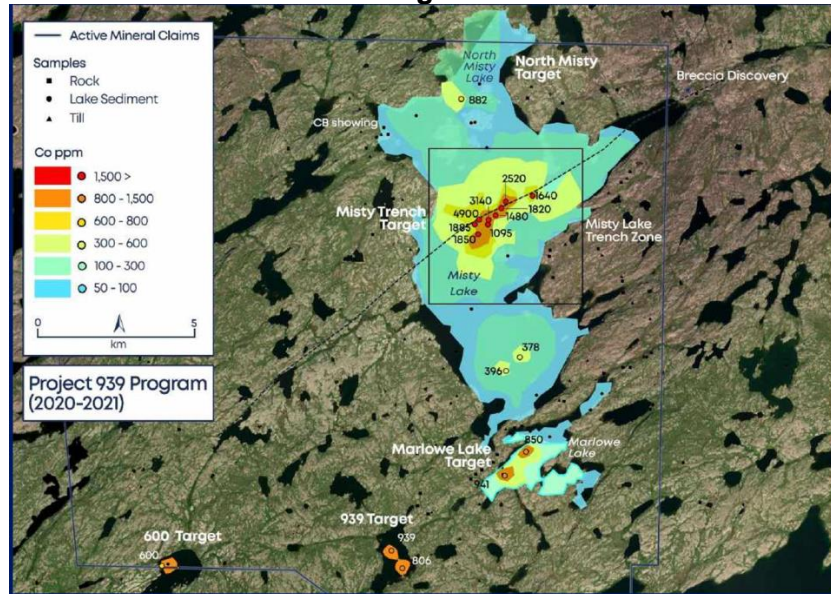 Active Mineral Claims
Samples
Rock
Lake Sediment
Till
Co ppm
1,500 >
800 - 1,500
600 - 800
300 - 600
100 - 300
50 - 100
0
5
km
Project 939 Program
(2020-2021)
North
Misty
Lake
North Misty
Target
Breccia Discovery
882
CB showing
2520
3140
1640
4900
1820
1480
1885
1095
1850
Misty Trench
Target
Misty Lake
Trench Zone
Misty
Lake
378
396
850
Marlowe Lake
Target
Marlowe
Lake
941
939 Target
939
806
600 Target
600